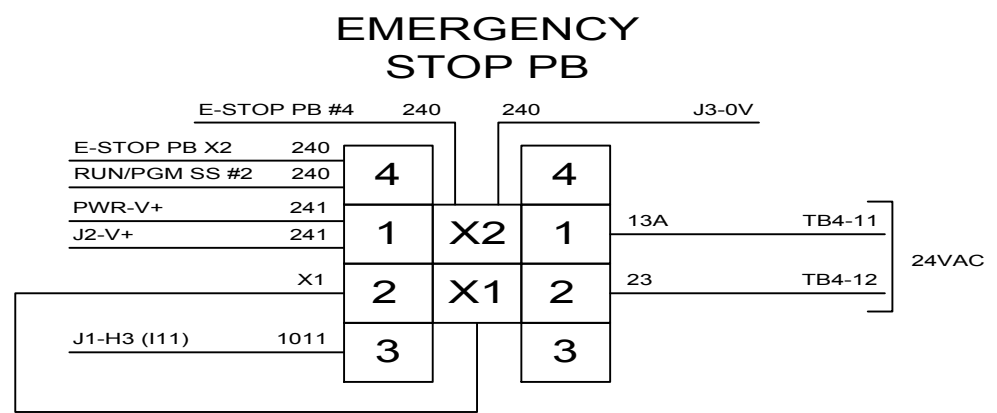 EMERGENCY
STOP PB
E-STOP PB #4 240 240 J3-0V
E-STOP PB X2 240
RUN/PGM SS #2 240
4 4
PWR-V+ 241
J2-V+ 241
1 X2 1
13A TB4-11
24VAC
X1
2 X1 2
23 TB4-12
J1-H3 (I11) 1011
3 3